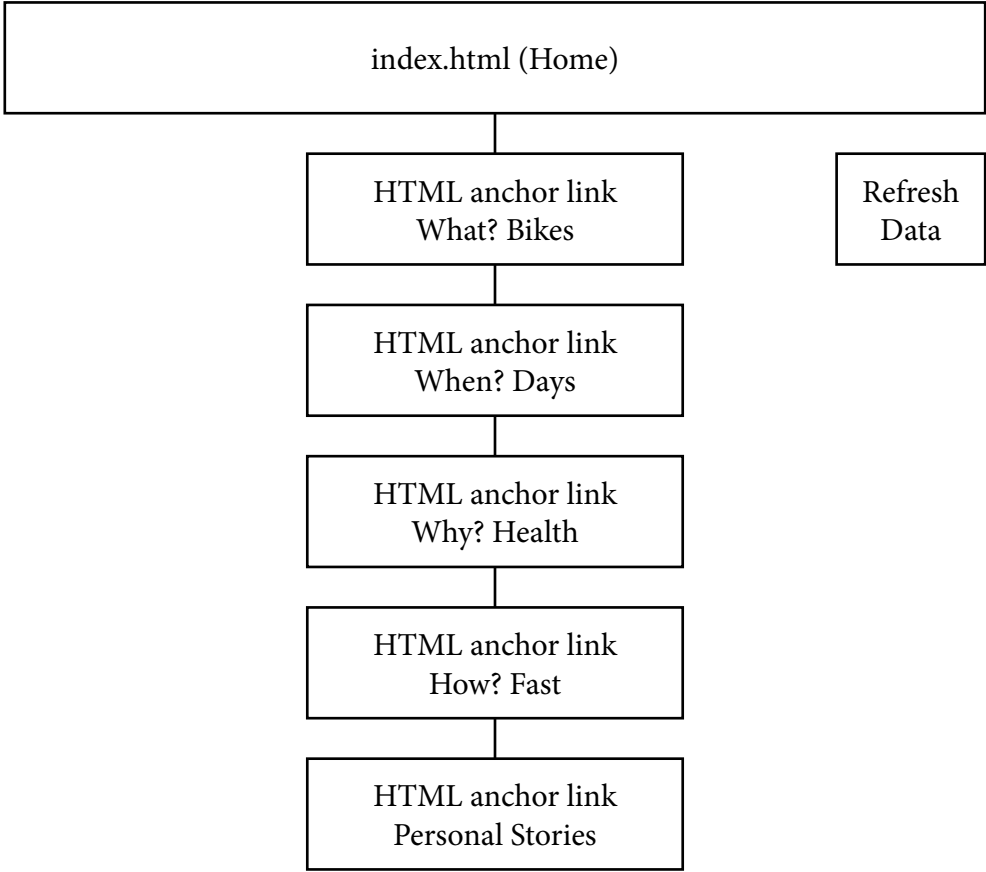 index.html (Home)
HTML anchor link
What? Bikes
Refresh
Data
HTML anchor link
When? Days
HTML anchor link
Why? Health
HTML anchor link
How? Fast
HTML anchor link
Personal Stories